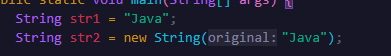 blic static void main(String[] args) {
String str1 = "Java";
String str2 = new String( original: "Java");